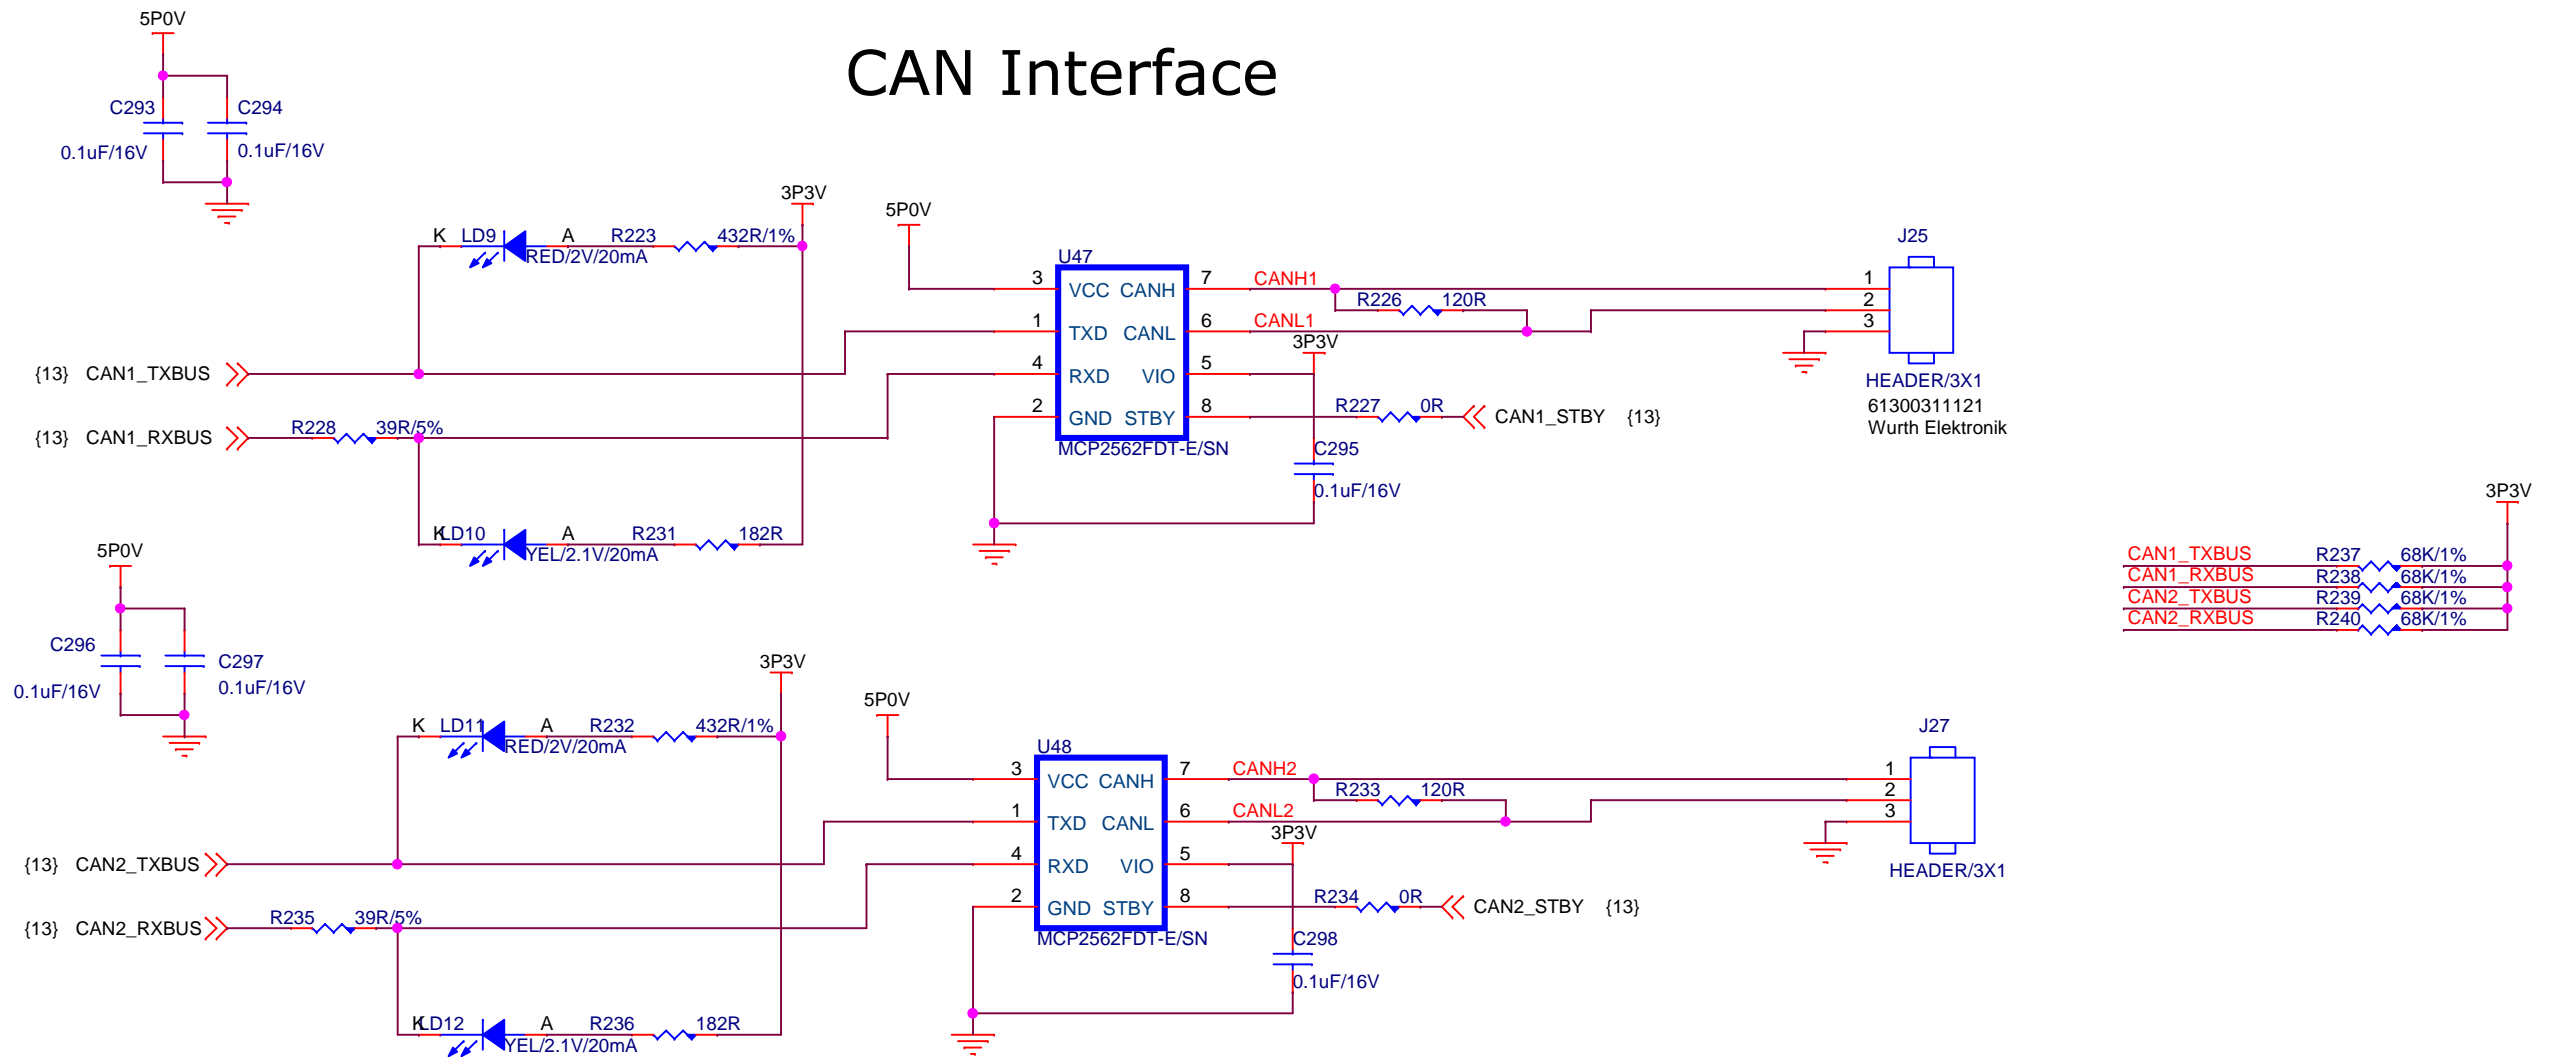 CAN Interface
5P0V
C293
C294
0.1uF/16V
0.1uF/16V
3P3V
K LD9 A R223 432R/1%
RED/2V/20mA
5P0V
U47
3 VCC CANH 7 CANH1
1 TXD CANL 6 CANL1
4 RXD VIO 5
2 GND STBY 8
MCP2562FDT-E/SN
R226 120R
3P3V
R227 0R
CAN1_STBY {13}
C295
0.1uF/16V
J25
1
2
3
HEADER/3X1
61300311121
Wurth Elektronik
{13} CAN1_TXBUS
{13} CAN1_RXBUS
R228 39R/5%
K LD10 A R231 182R
YEL/2.1V/20mA
3P3V
CAN1_TXBUS R237 68K/1%
CAN1_RXBUS R238 68K/1%
CAN2_TXBUS R239 68K/1%
CAN2_RXBUS R240 68K/1%
5P0V
C296
C297
0.1uF/16V
0.1uF/16V
3P3V
K LD11 A R232 432R/1%
RED/2V/20mA
5P0V
U48
3 VCC CANH 7 CANH2
1 TXD CANL 6 CANL2
4 RXD VIO 5
2 GND STBY 8
MCP2562FDT-E/SN
R233 120R
3P3V
R234 0R
CAN2_STBY {13}
C298
0.1uF/16V
J27
1
2
3
HEADER/3X1
{13} CAN2_TXBUS
{13} CAN2_RXBUS
R235 39R/5%
K LD12 A R236 182R
YEL/2.1V/20mA